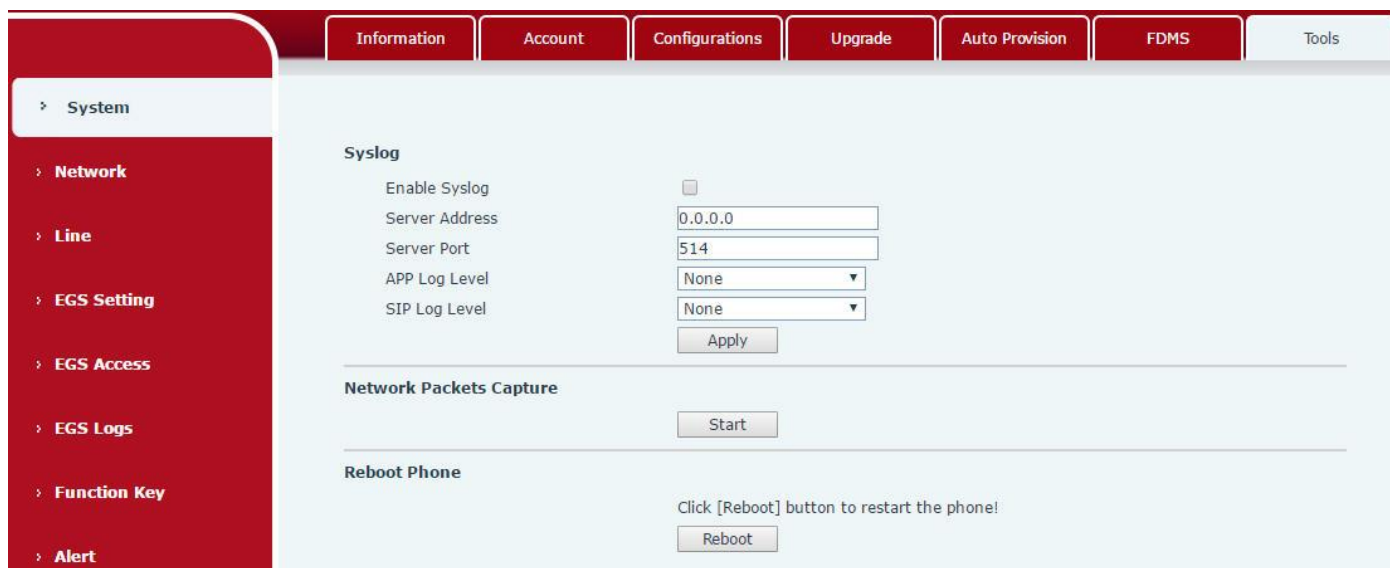 Information Account Configurations Upgrade Auto Provision FDMS Tools
› System
› Network
› Line
› EGS Setting
› EGS Access
› EGS Logs
› Function Key
› Alert
Syslog
Enable Syslog
Server Address 0.0.0.0
Server Port 514
APP Log Level None
SIP Log Level None
Apply
Network Packets Capture
Start
Reboot Phone
Click [Reboot] button to restart the phone!
Reboot